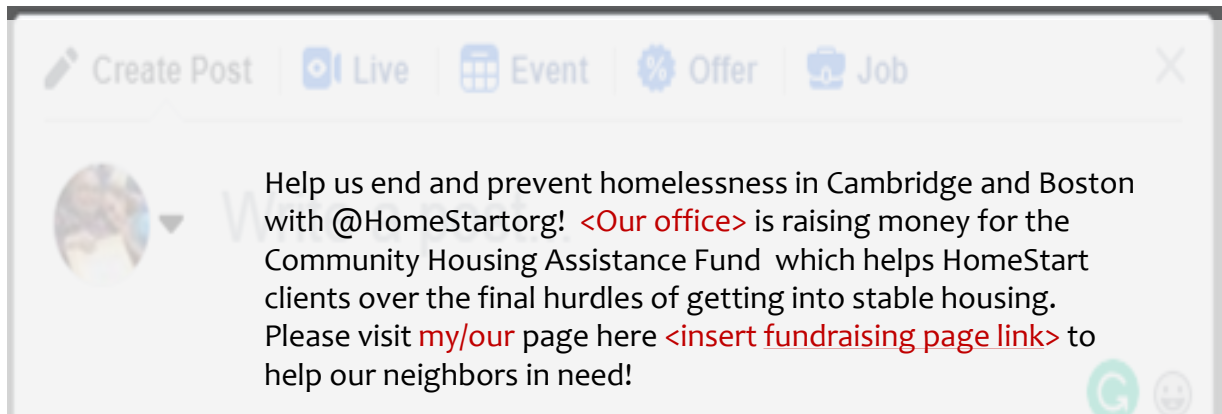 Create Post Live Event Offer Job
Write a post...
Help us end and prevent homelessness in Cambridge and Boston
with @HomeStartorg! <Our office> is raising money for the
Community Housing Assistance Fund which helps HomeStart
clients over the final hurdles of getting into stable housing.
Please visit my/our page here <insert fundraising page link> to
help our neighbors in need!